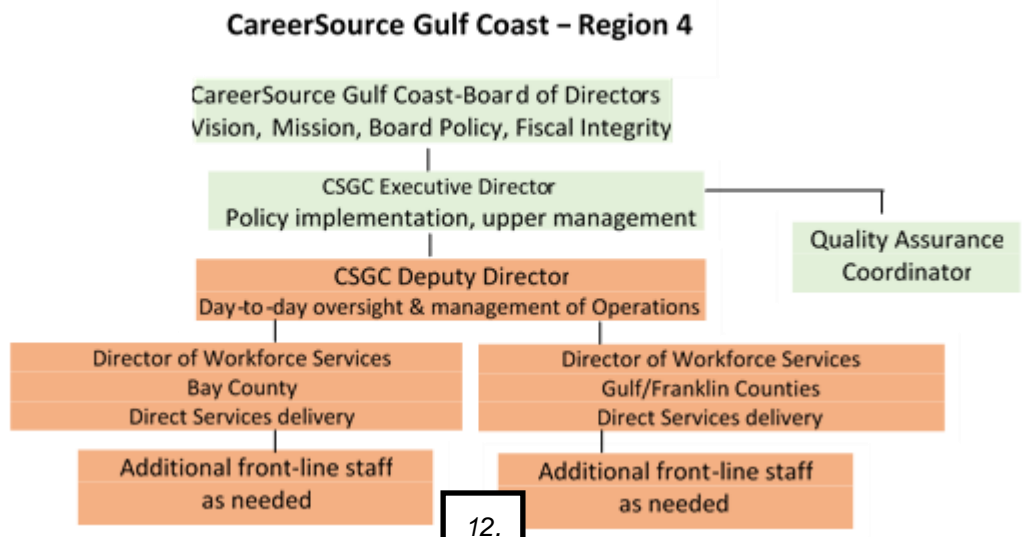 CareerSource Gulf Coast – Region 4
CareerSource Gulf Coast-Board of Directors
Vision, Mission, Board Policy, Fiscal Integrity
CSGC Executive Director
Policy implementation, upper management
Quality Assurance
Coordinator
CSGC Deputy Director
Day-to-day oversight & management of Operations
Director of Workforce Services
Bay County
Direct Services delivery
Director of Workforce Services
Gulf/Franklin Counties
Direct Services delivery
Additional front-line staff
as needed
Additional front-line staff
as needed
12.